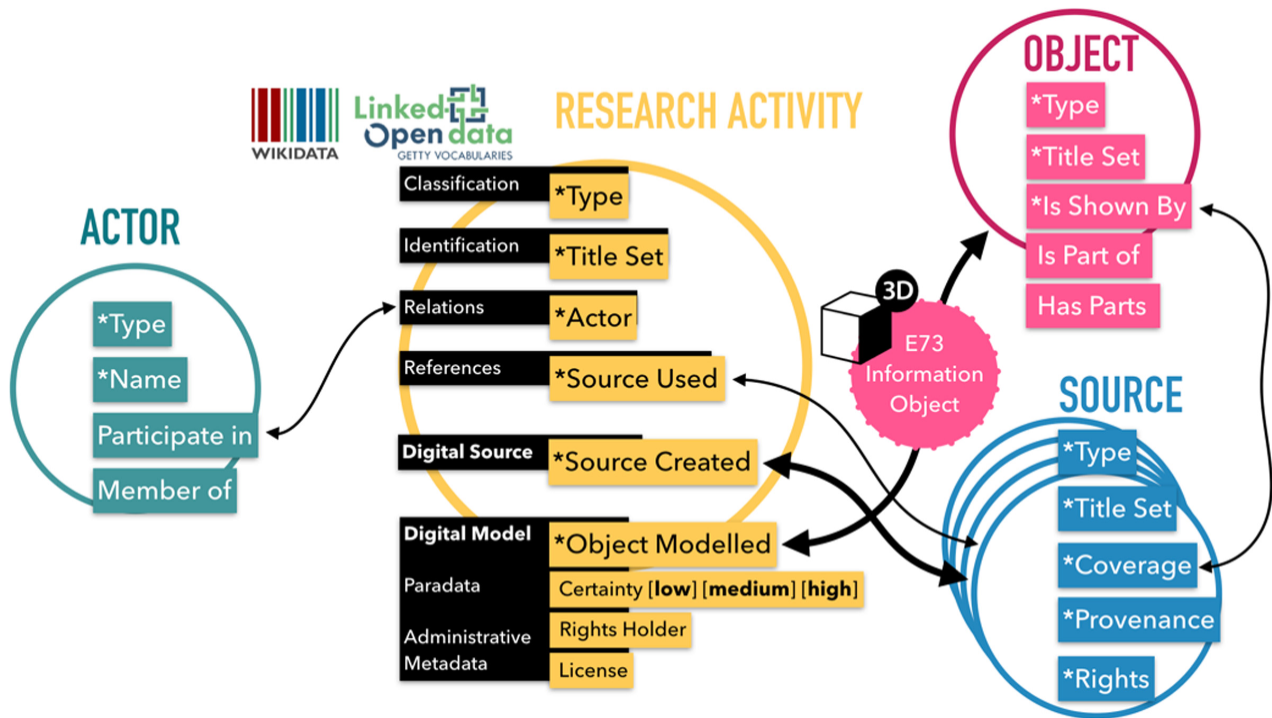 WIKIDATA
Linked
Open data
GETTY VOCABULARIES
RESEARCH ACTIVITY
Classification
*Type
Identification
*Title Set
Relations
*Actor
References
*Source Used
Digital Source
*Source Created
Digital Model
*Object Modelled
Paradata
Certainty [low] [medium] [high]
Administrative
Metadata
Rights Holder
License
ACTOR
*Type
*Name
Participate in
Member of
3D
E73
Information
Object
OBJECT
*Type
*Title Set
*Is Shown By
Is Part of
Has Parts
SOURCE
*Type
*Title Set
*Coverage
*Provenance
*Rights